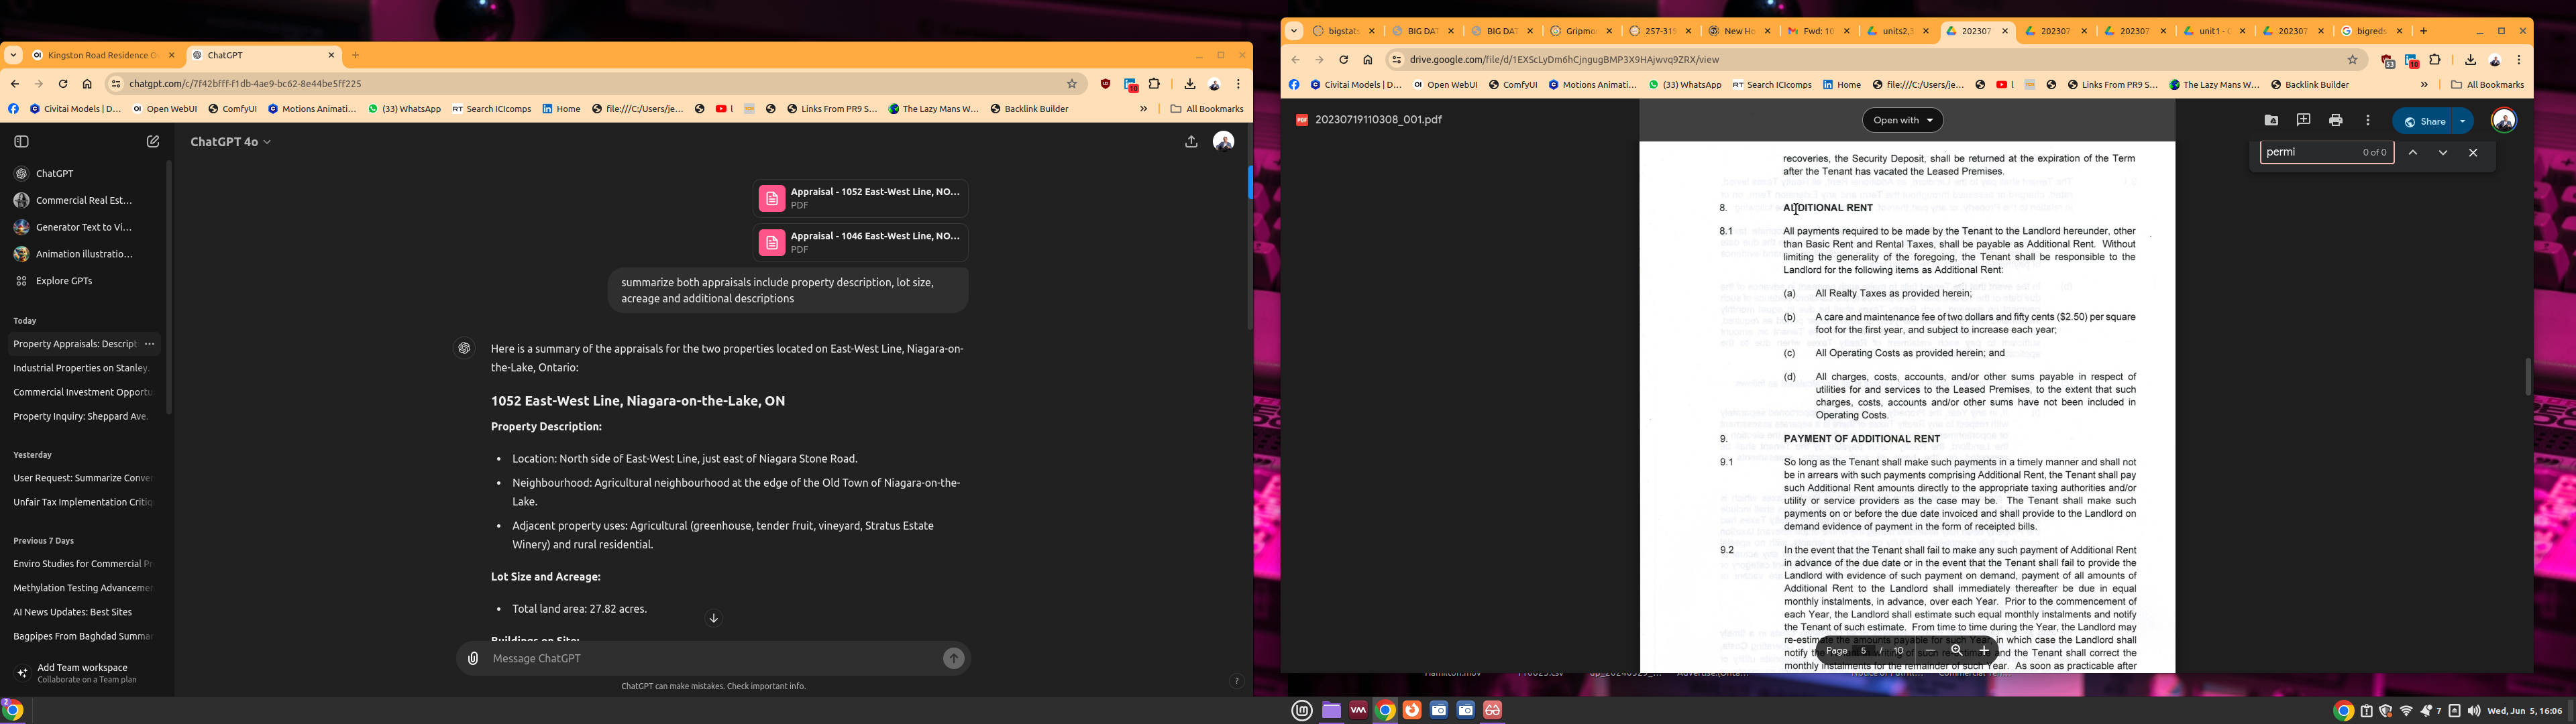 Kingston Road Residence O
ChatGPT
chatgpt.com/c/7f42bfff-f1db-4ae9-bc62-8e44be5ff225
10
Civitai Models | D...
Open WebUI
ComfyUI
Motions Animati...
(33) WhatsApp
RT Search ICIcomps
Home
file:///C:/Users/je...
Links From PR9 S...
The Lazy Mans W...
Backlink Builder
»
All Bookmarks
ChatGPT 4o
ChatGPT
Commercial Real Est...
Generator Text to Vi...
Animation illustratio...
Explore GPTs
Today
Property Appraisals: Descript
Industrial Properties on Stanley.
Commercial Investment Opportu
Property Inquiry: Sheppard Ave.
Yesterday
User Request: Summarize Conver
Unfair Tax Implementation Critiq
Previous 7 Days
Enviro Studies for Commercial Pr
Methylation Testing Advancemen
AI News Updates: Best Sites
Bagpipes From Baghdad Summar
Add Team workspace
Collaborate on a Team plan
Appraisal - 1052 East-West Line, NO...
PDF
Appraisal - 1046 East-West Line, NO...
PDF
summarize both appraisals include property description, lot size,
acreage and additional descriptions
Here is a summary of the appraisals for the two properties located on East-West Line, Niagara-on-
the-Lake, Ontario:
1052 East-West Line, Niagara-on-the-Lake, ON
Property Description:
• Location: North side of East-West Line, just east of Niagara Stone Road.
• Neighbourhood: Agricultural neighbourhood at the edge of the Old Town of Niagara-on-the-
Lake.
• Adjacent property uses: Agricultural (greenhouse, tender fruit, vineyard, Stratus Estate
Winery) and rural residential.
Lot Size and Acreage:
• Total land area: 27.82 acres.
Buildings on Site:
Message ChatGPT
ChatGPT can make mistakes. Check important info.
?
bigstats
BIG DAT
BIG DAT
Gripmo
257-315
New Ho
Fwd: 10
units2,3
202307
202307
202307
unit1 - C
202307
bigreds
drive.google.com/file/d/1EXScLyDm6hCjngugBMP3X9HAjwvq9ZRX/view
53
10
Civitai Models | D...
Open WebUI
ComfyUI
Motions Animati...
(33) WhatsApp
RT Search ICIcomps
Home
file:///C:/Users/je...
Links From PR9 S...
The Lazy Mans W...
Backlink Builder
»
All Bookmarks
PDF 20230719110308_001.pdf
Open with
Share
permi
0 of 0
recoveries, the Security Deposit, shall be returned at the expiration of the Term
after the Tenant has vacated the Leased Premises.
8. ADDITIONAL RENT
8.1 All payments required to be made by the Tenant to the Landlord hereunder, other
than Basic Rent and Rental Taxes, shall be payable as Additional Rent. Without
limiting the generality of the foregoing, the Tenant shall be responsible to the
Landlord for the following items as Additional Rent:
(a) All Realty Taxes as provided herein;
(b) A care and maintenance fee of two dollars and fifty cents ($2.50) per square
foot for the first year, and subject to increase each year;
(c) All Operating Costs as provided herein; and
(d) All charges, costs, accounts, and/or other sums payable in respect of
utilities for and services to the Leased Premises, to the extent that such
charges, costs, accounts and/or other sums have not been included in
Operating Costs.
9. PAYMENT OF ADDITIONAL RENT
9.1 So long as the Tenant shall make such payments in a timely manner and shall not
be in arrears with such payments comprising Additional Rent, the Tenant shall pay
such Additional Rent amounts directly to the appropriate taxing authorities and/or
utility or service providers as the case may be. The Tenant shall make such
payments on or before the due date invoiced and shall provide to the Landlord on
demand evidence of payment in the form of receipted bills.
9.2 In the event that the Tenant shall fail to make any such payment of Additional Rent
in advance of the due date or in the event that the Tenant shall fail to provide the
Landlord with evidence of such payment on demand, payment of all amounts of
Additional Rent to the Landlord shall immediately thereafter be due in equal
monthly instalments, in advance, over each Year. Prior to the commencement of
each Year, the Landlord shall estimate such equal monthly instalments and notify
the Tenant of such estimate. From time to time during the Year, the Landlord may
re-estimate the amounts payable for such Year, in which case the Landlord shall
notify the and the Tenant shall correct the
monthly instalments for the remainder of such Year. As soon as practicable after
Page 5 / 10
2
7
Wed, Jun 5, 16:06